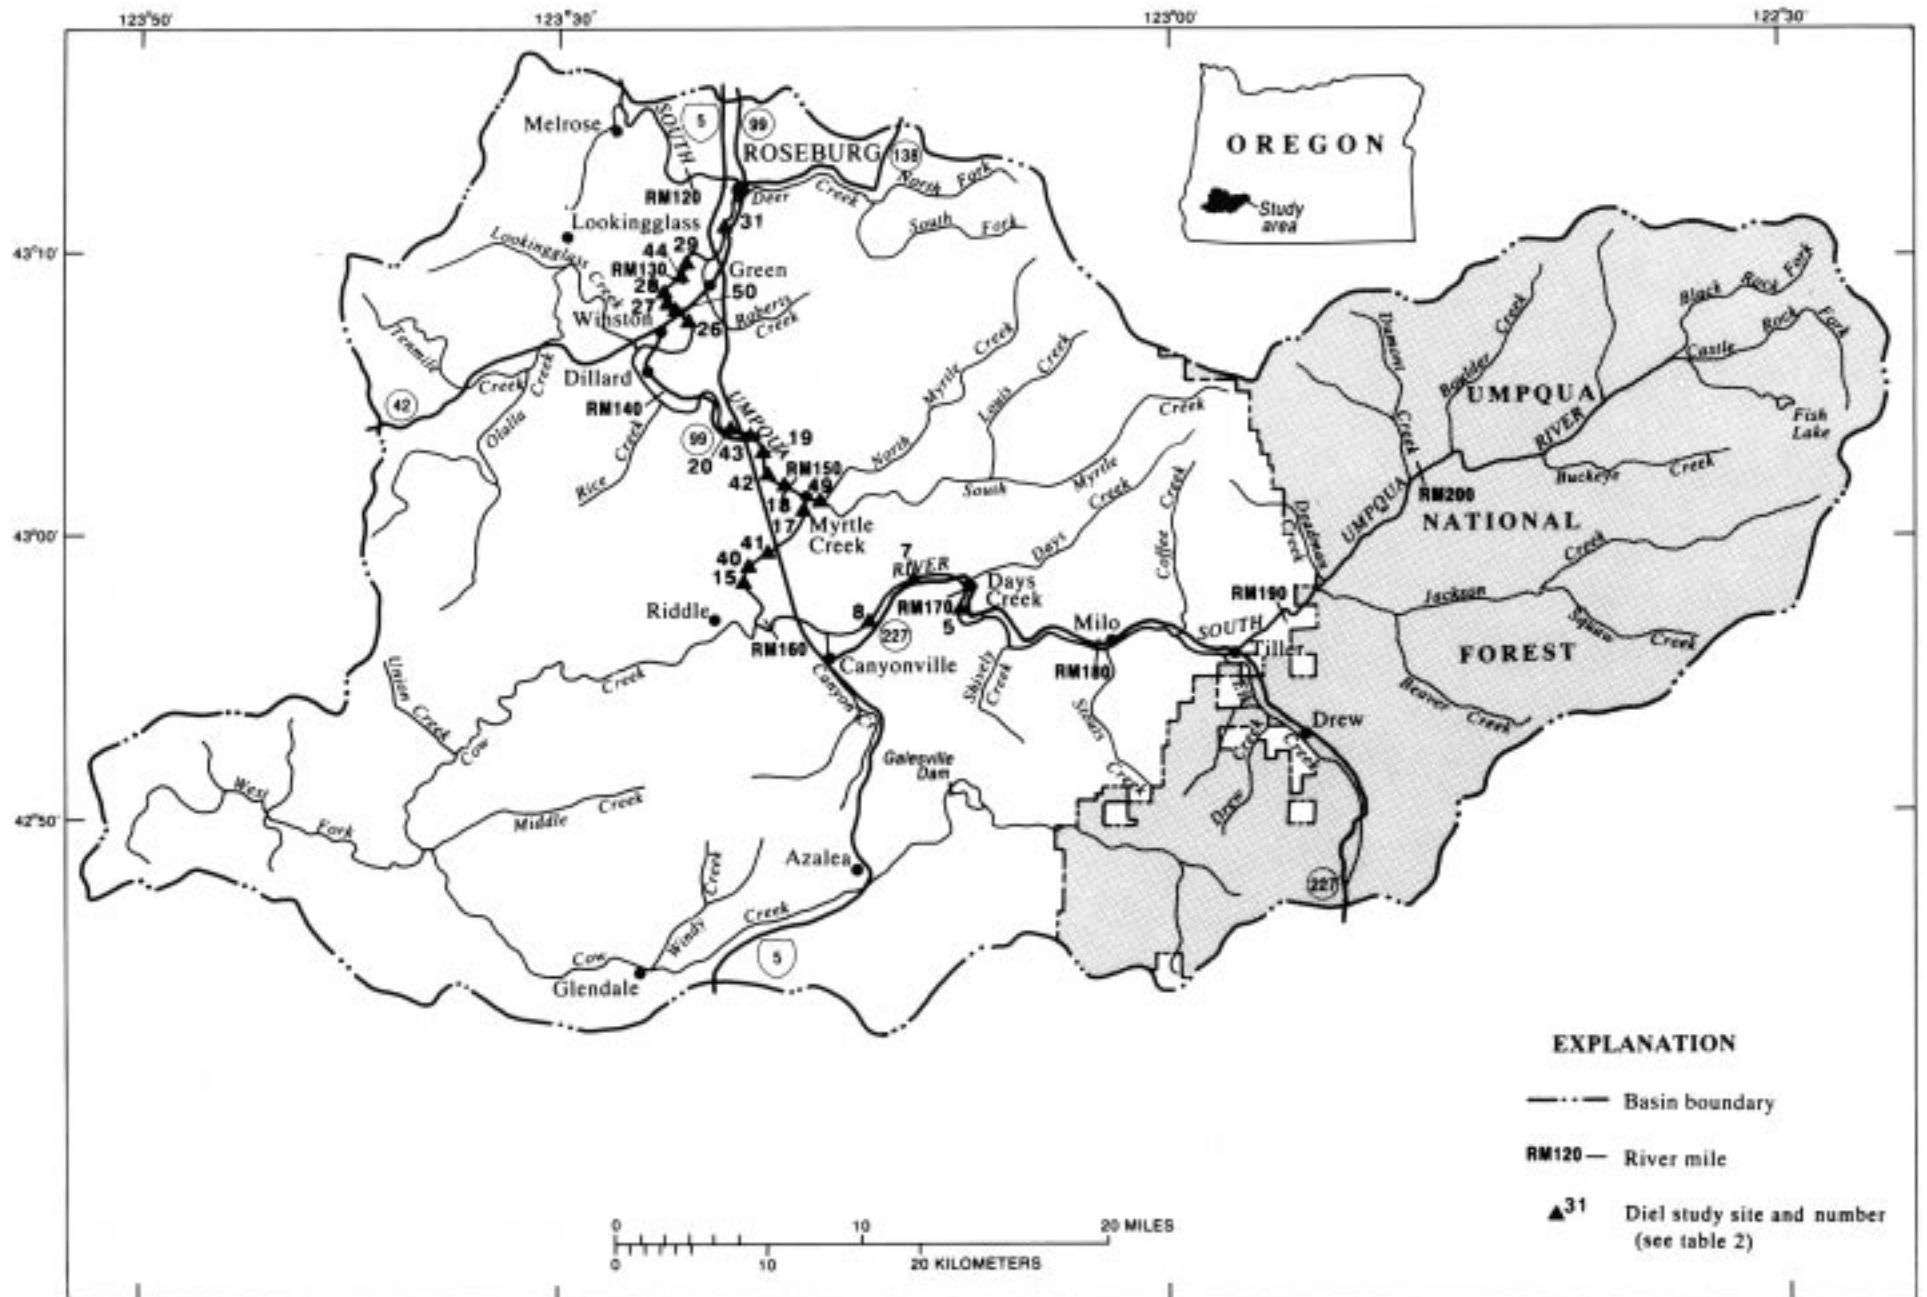 123°50'
123°30'
123°00'
122°30'
43°10'
43°00'
42°50'
OREGON
Study
area
Melrose
SOUTH
5
99
ROSEBURG
138
RM120
Deer
Creek
North Fork
South Fork
Lookingglass
31
Lookingglass
Creek
44
29
RM130
Green
28
50
27
Winston
Roberts
Creek
26
Tenmile
Creek
Creek
Dillard
42
Olalla
RM140
UMPQUA
99
19
43
20
Rice
Creek
42
RM150
49
18
17
Myrtle
Creek
North
Myrtle
Creek
Louis
Creek
South
Myrtle
Creek
Days
Creek
Coffee
Creek
41
40
15
Riddle
7
RIVER
Days
Creek
8
RM170
5
227
RM160
Canyonville
Canyon
Cr
Milo
RM180
SOUTH
Tiller
RM190
Shively
Creek
Stouts
Creek
Elk
Creek
Drew
Creek
Drew
227
Deadman
Creek
Dumont
Creek
Boulder
Creek
UMPQUA
RIVER
UMPQUA
RM200
NATIONAL
FOREST
Black Rock Fork
Castle Rock Fork
Fish
Lake
Buckeye
Creek
Jackson
Creek
Squaw
Creek
Beaver
Creek
Union
Creek
Cow
Creek
West
Fork
Middle
Creek
Galesville
Dam
Azalea
Creek
Windy
Creek
Cow
Glendale
5
EXPLANATION
Basin boundary
RM120 River mile
31 Diel study site and number
(see table 2)
0 10 20 MILES
0 10 20 KILOMETERS